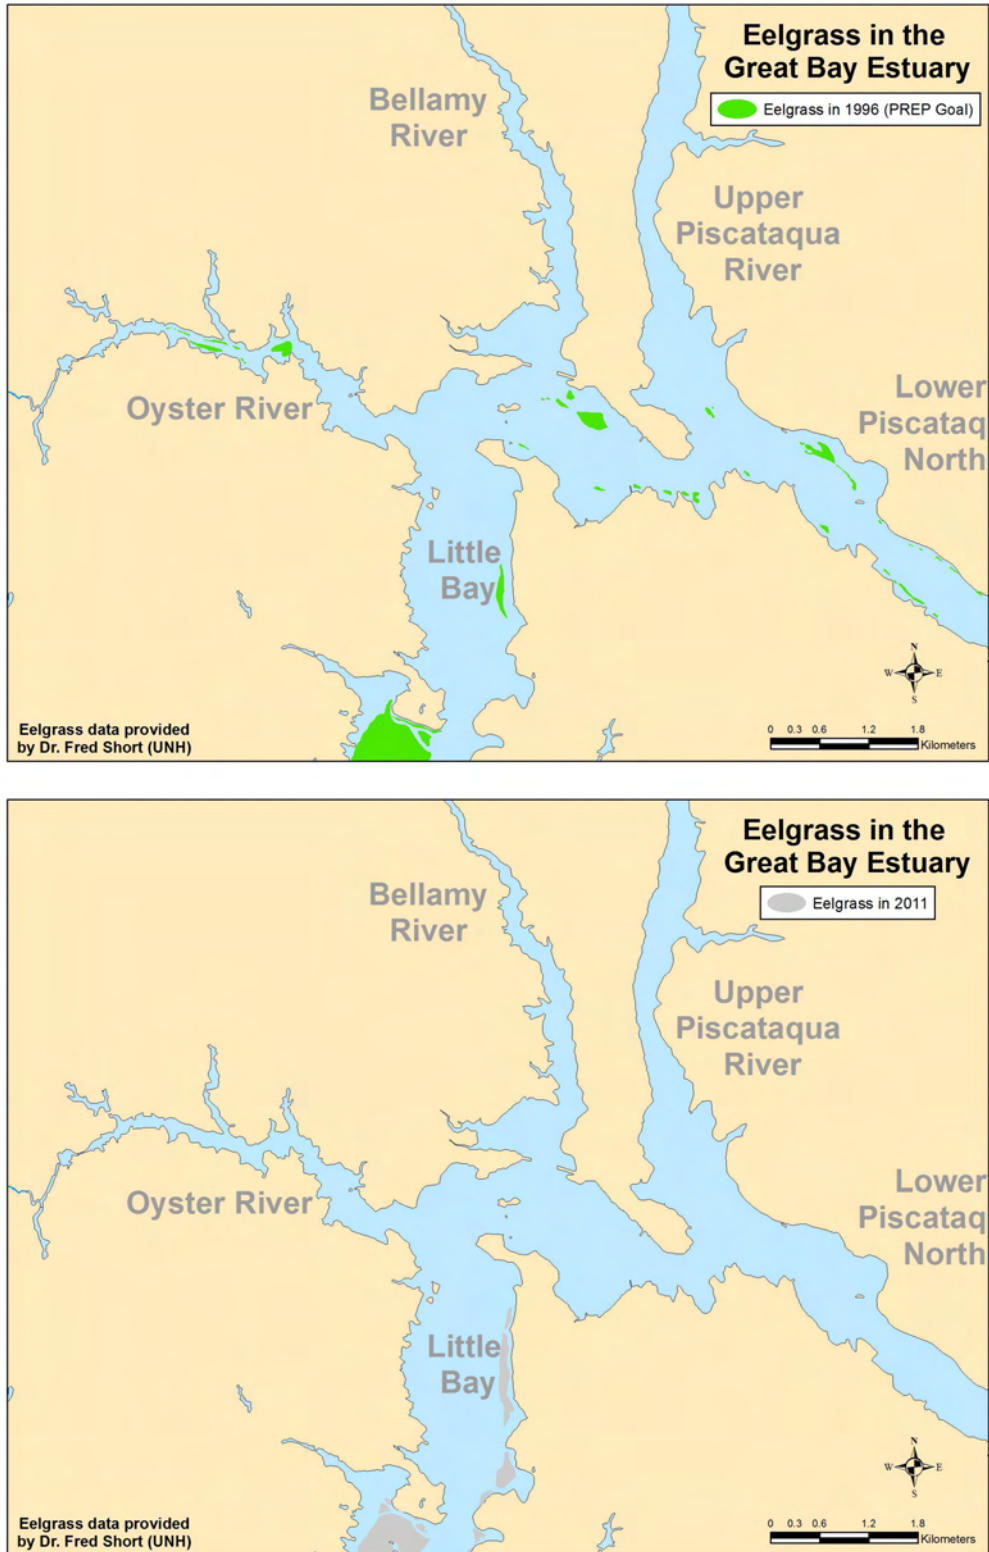 Eelgrass in the
Great Bay Estuary
Eelgrass in 1996 (PREP Goal)
Bellamy
River
Upper
Piscataqua
River
Oyster River
Lower
Piscataq
North
Little
Bay
N
W E
S
Eelgrass data provided
by Dr. Fred Short (UNH)
0 0.3 0.6 1.2 1.8
Kilometers
Eelgrass in the
Great Bay Estuary
Eelgrass in 2011
Bellamy
River
Upper
Piscataqua
River
Oyster River
Lower
Piscataq
North
Little
Bay
N
W E
S
Eelgrass data provided
by Dr. Fred Short (UNH)
0 0.3 0.6 1.2 1.8
Kilometers